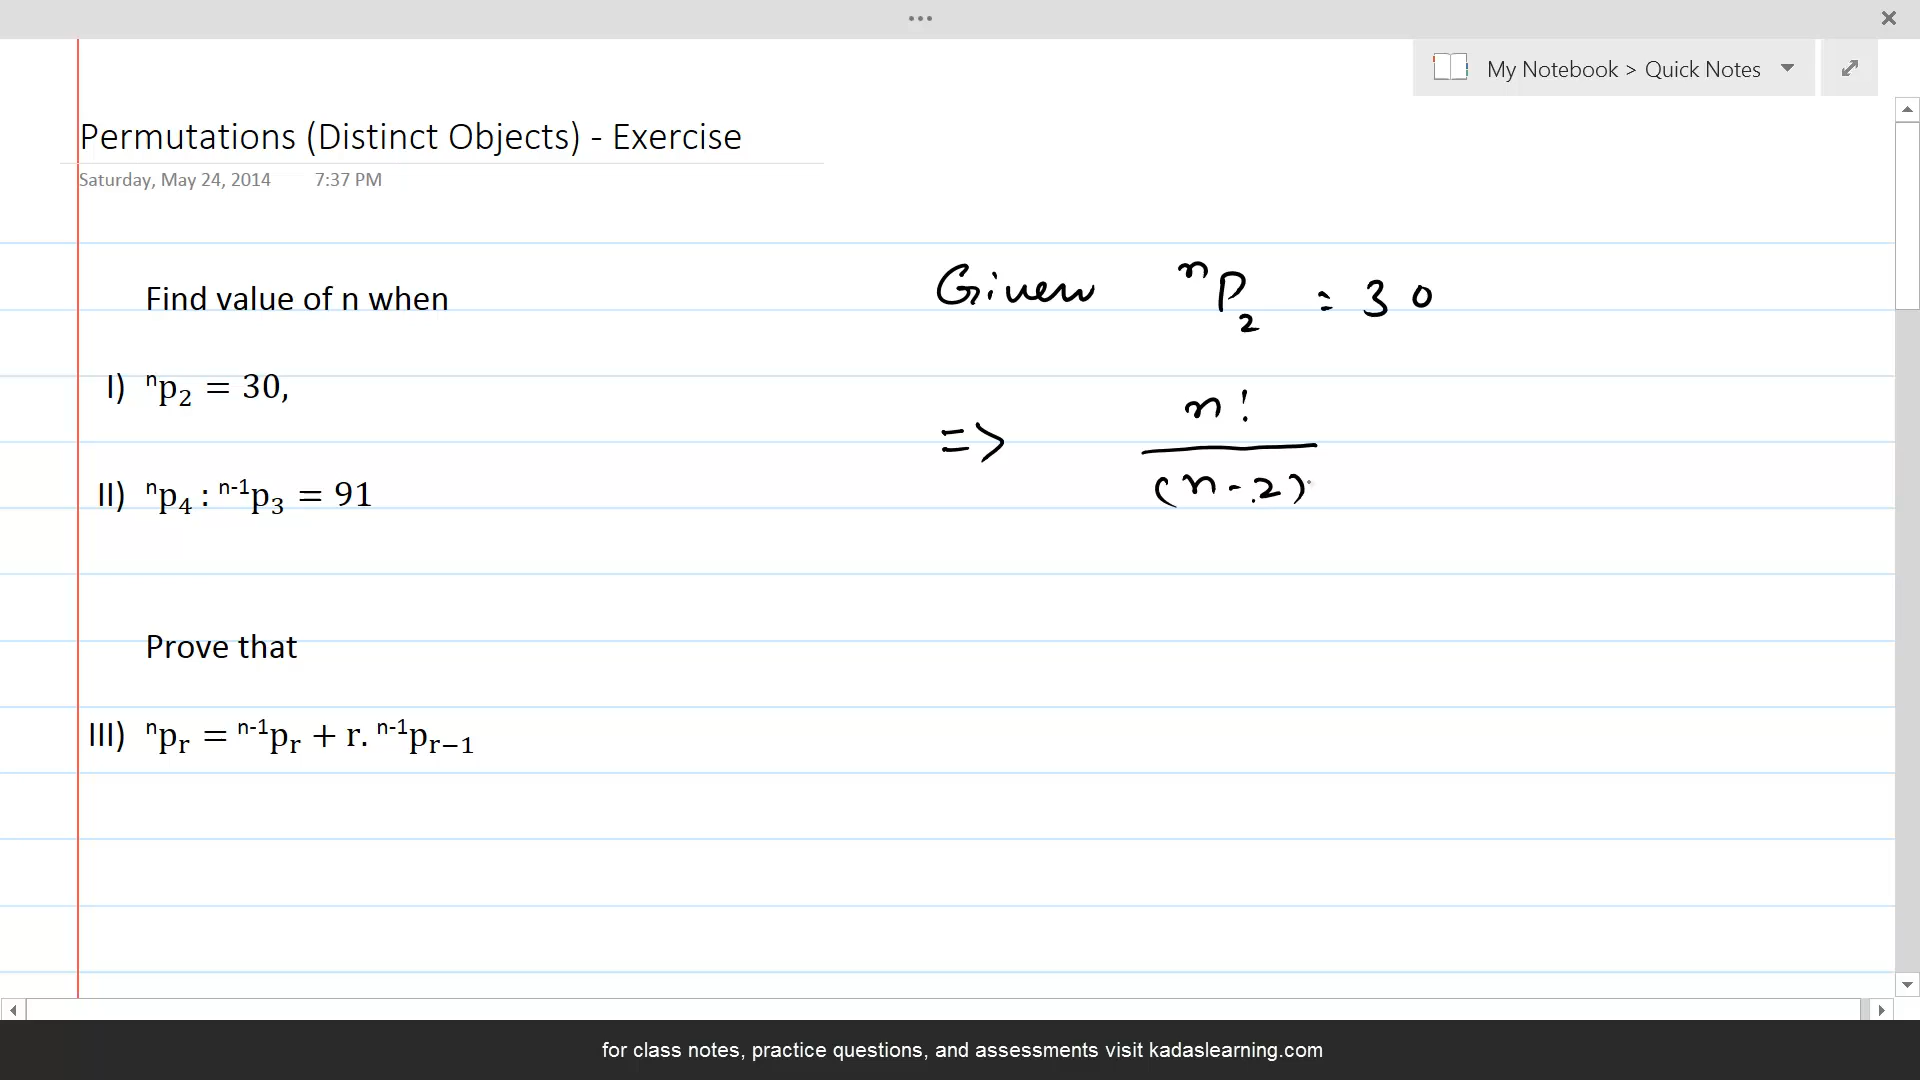 My Notebook > Quick Notes
Permutations (Distinct Objects) - Exercise
Saturday, May 24, 2014 7:37 PM
Find value of n when
I) ⁿp₂ = 30,
II) ⁿp₄ : ⁿ⁻¹p₃ = 91
Prove that
III) ⁿpᵣ = ⁿ⁻¹pᵣ + r. ⁿ⁻¹pᵣ₋₁
Given ⁿP₂ = 30
=> n!
(n-2)
for class notes, practice questions, and assessments visit kadaslearning.com